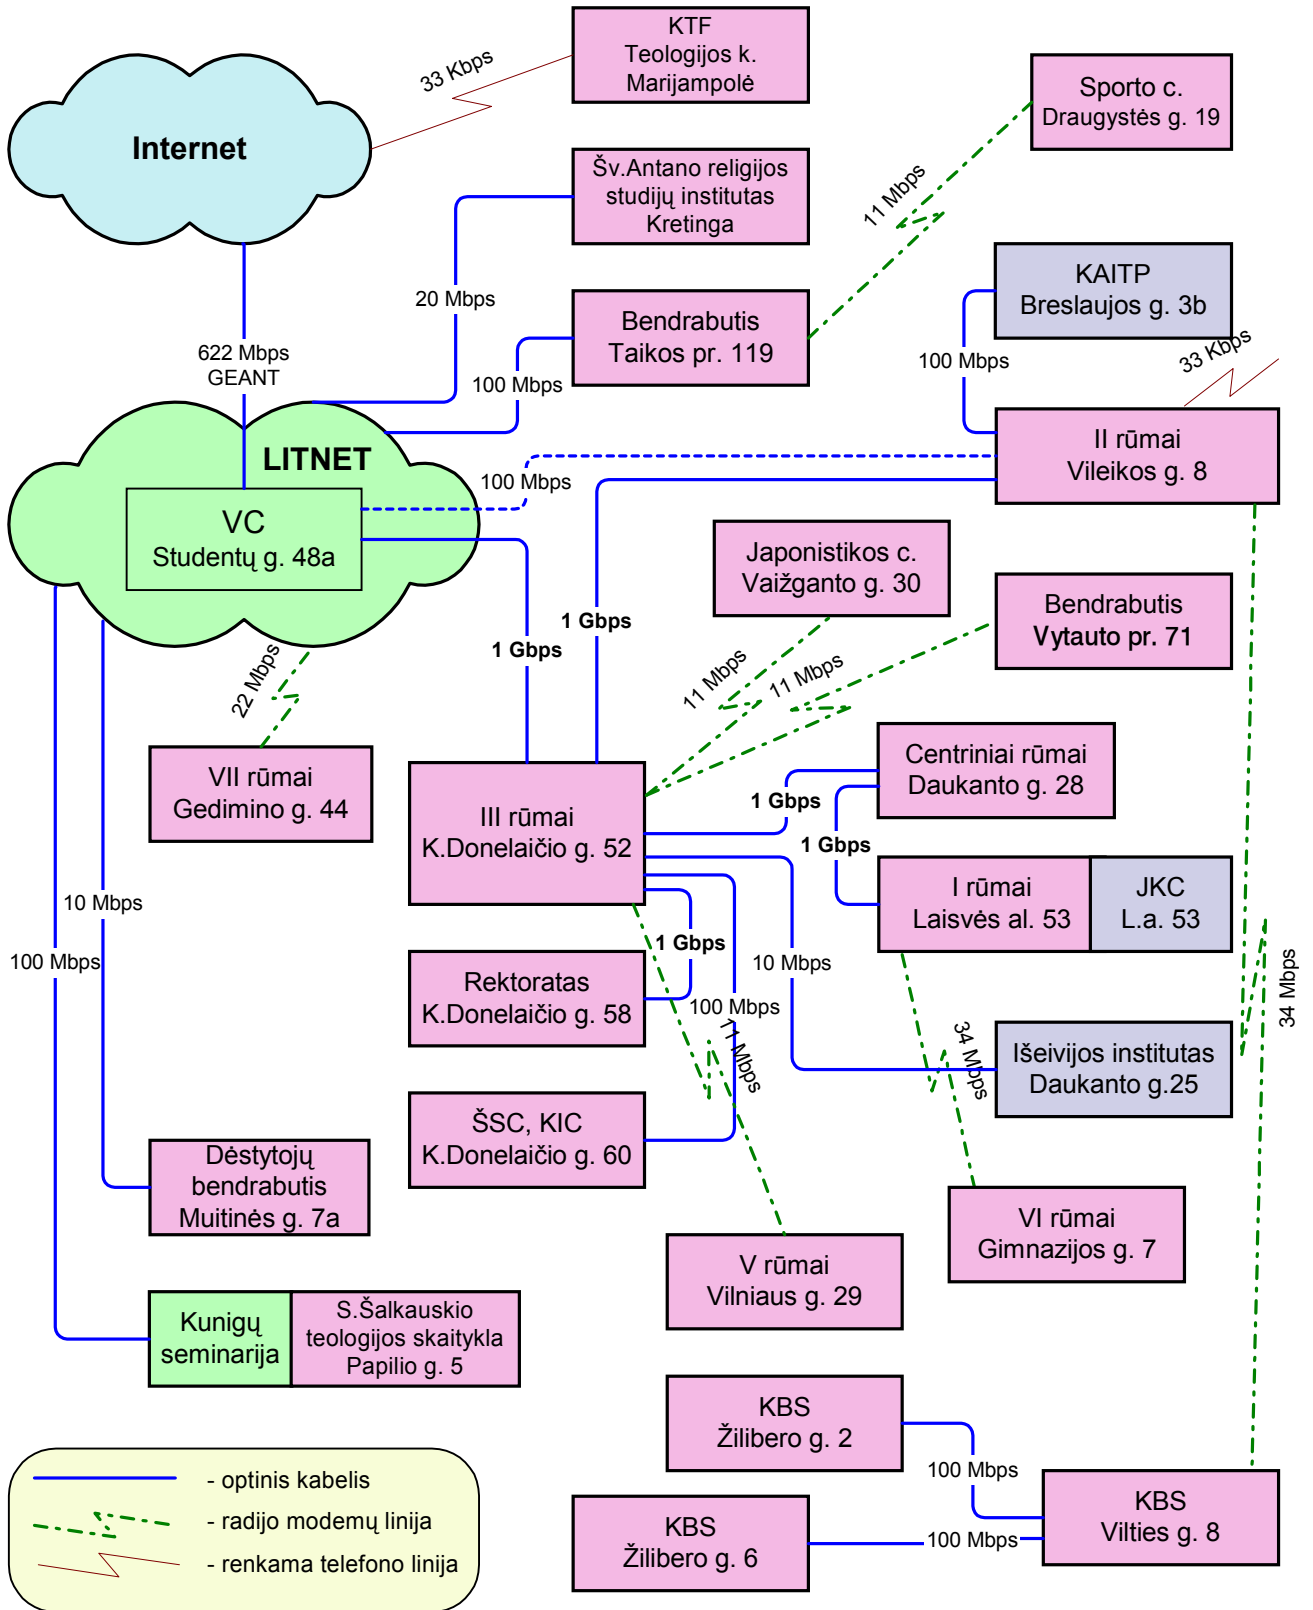 KTF
Teologijos k.
Marijampolė
33 Kbps
Sporto c.
Draugystės g. 19
Internet
Šv.Antano religijos
studijų institutas
Kretinga
11 Mbps
KAITP
Breslaujos g. 3b
20 Mbps
Bendrabutis
Taikos pr. 119
622 Mbps
GEANT
100 Mbps
100 Mbps
33 Kbps
II rūmai
Vileikos g. 8
LITNET
100 Mbps
VC
Studentų g. 48a
Japonistikos c.
Vaižganto g. 30
Bendrabutis
Vytauto pr. 71
1 Gbps
1 Gbps
22 Mbps
11 Mbps
11 Mbps
VII rūmai
Gedimino g. 44
III rūmai
K.Donelaičio g. 52
Centriniai rūmai
Daukanto g. 28
1 Gbps
1 Gbps
I rūmai
Laisvės al. 53
JKC
L.a. 53
10 Mbps
100 Mbps
1 Gbps
10 Mbps
34 Mbps
Rektoratas
K.Donelaičio g. 58
100 Mbps
11 Mbps
34 Mbps
Išeivijos institutas
Daukanto g.25
ŠSC, KIC
K.Donelaičio g. 60
Dėstytojų
bendrabutis
Muitinės g. 7a
VI rūmai
Gimnazijos g. 7
V rūmai
Vilniaus g. 29
Kunigų
seminarija
S.Šalkauskio
teologijos skaitykla
Papilio g. 5
KBS
Žilibero g. 2
100 Mbps
KBS
Vilties g. 8
KBS
Žilibero g. 6
100 Mbps
- optinis kabelis
- radijo modemų linija
- renkama telefono linija